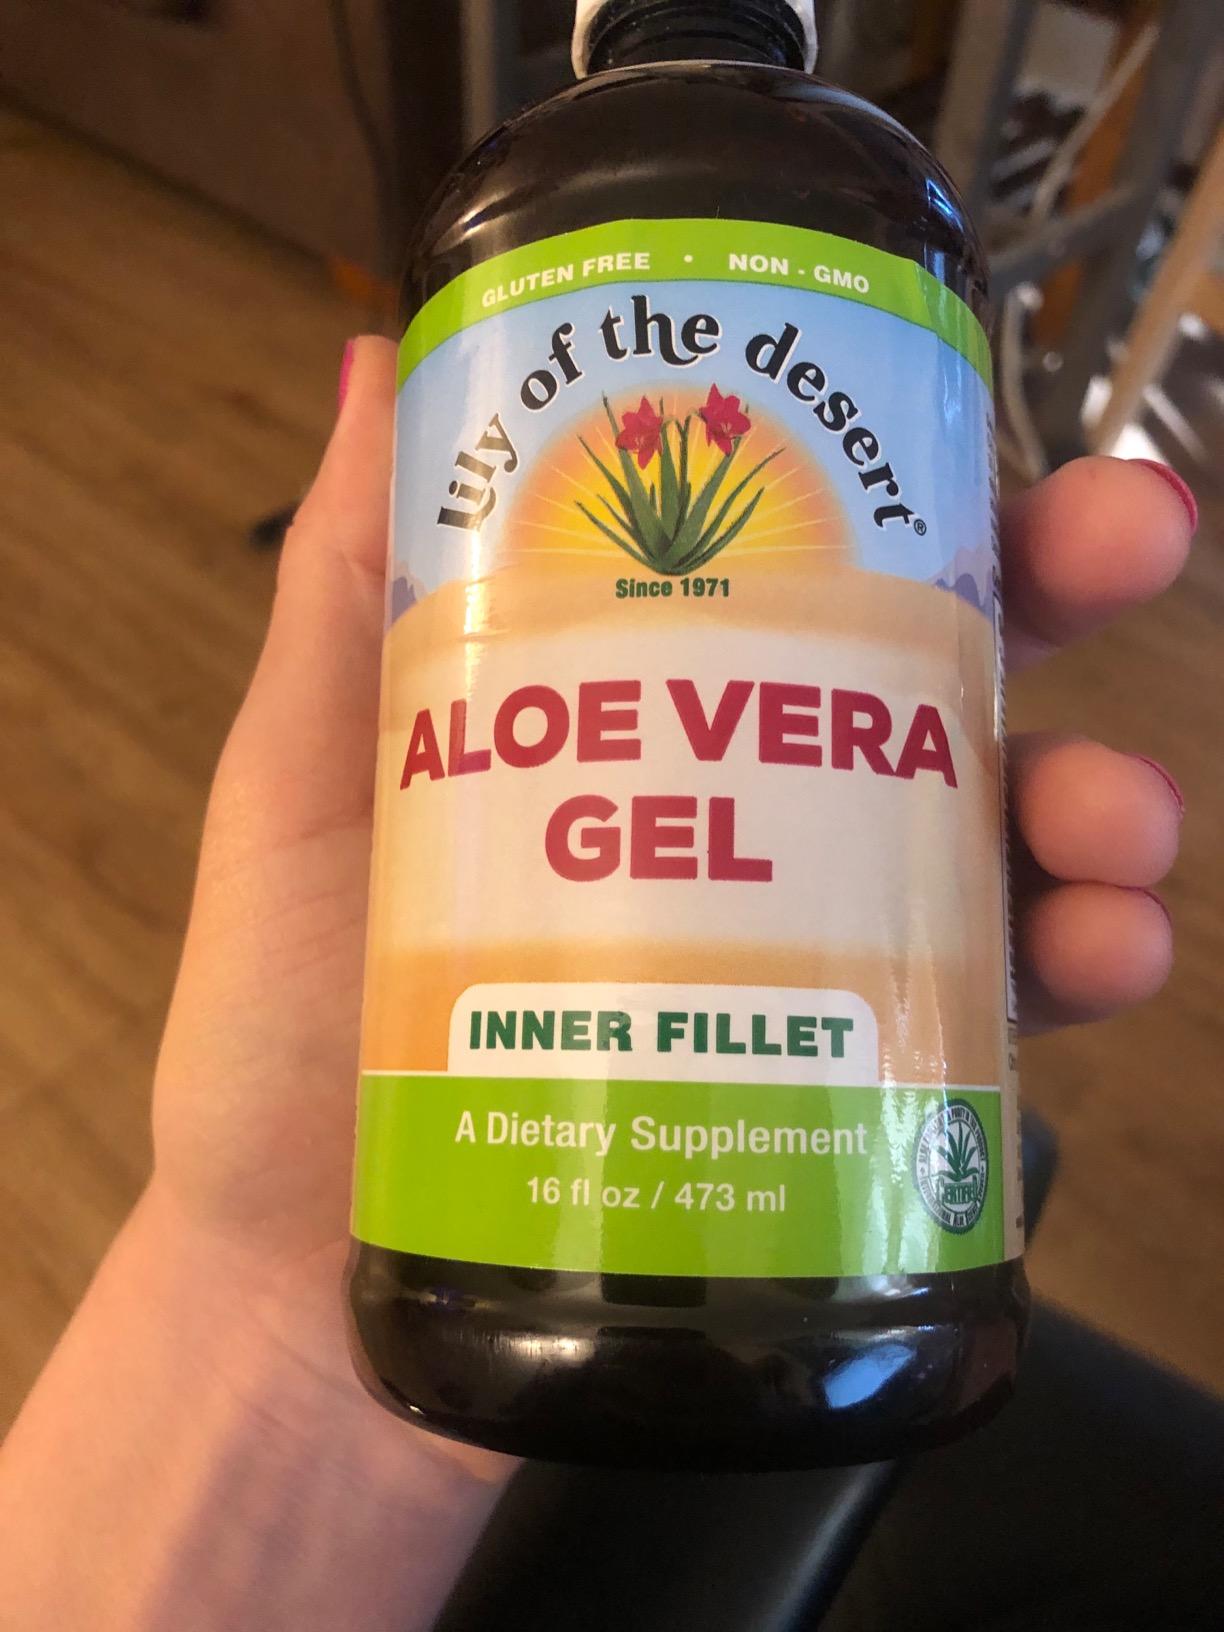 GLUTEN FREE • NON - GMO
lily of the desert®
Since 1971
ALOE VERA
GEL
INNER FILLET
A Dietary Supplement
16 fl oz / 473 ml
CERTIFIED